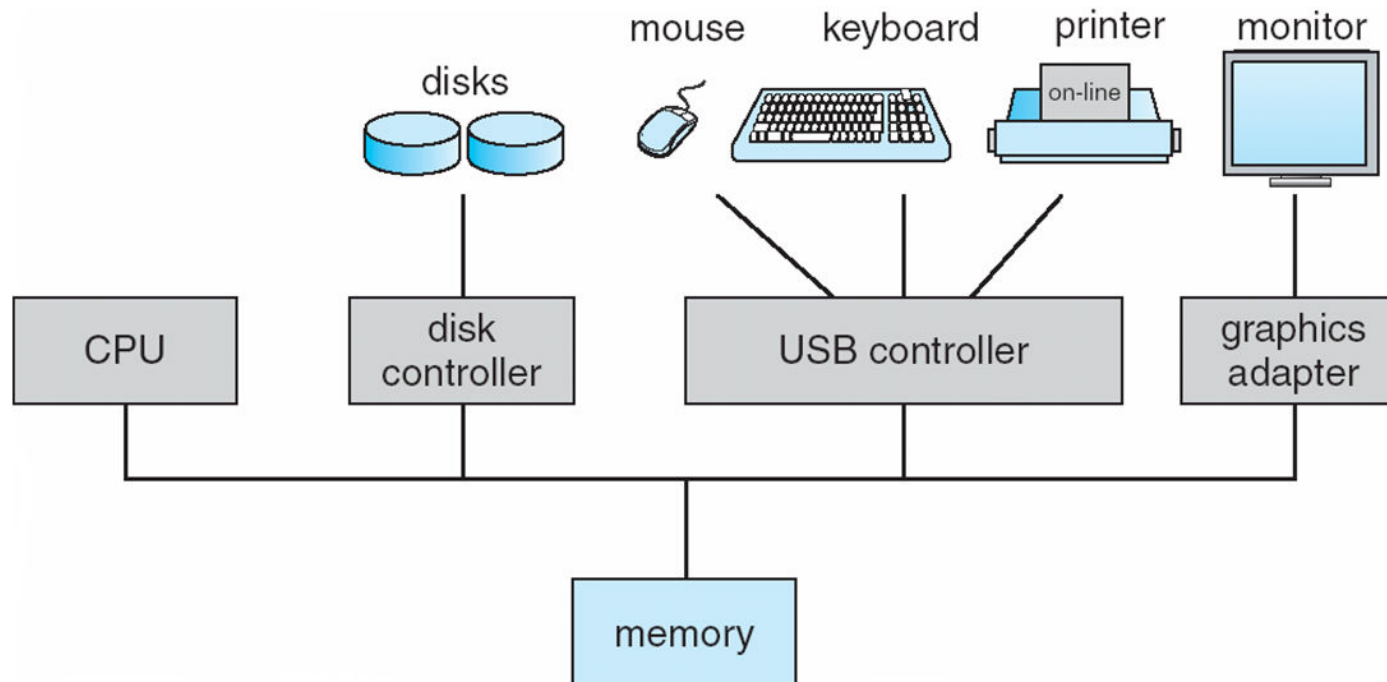 mouse
keyboard
printer
monitor
disks
on-line
CPU
disk
controller
USB controller
graphics
adapter
memory